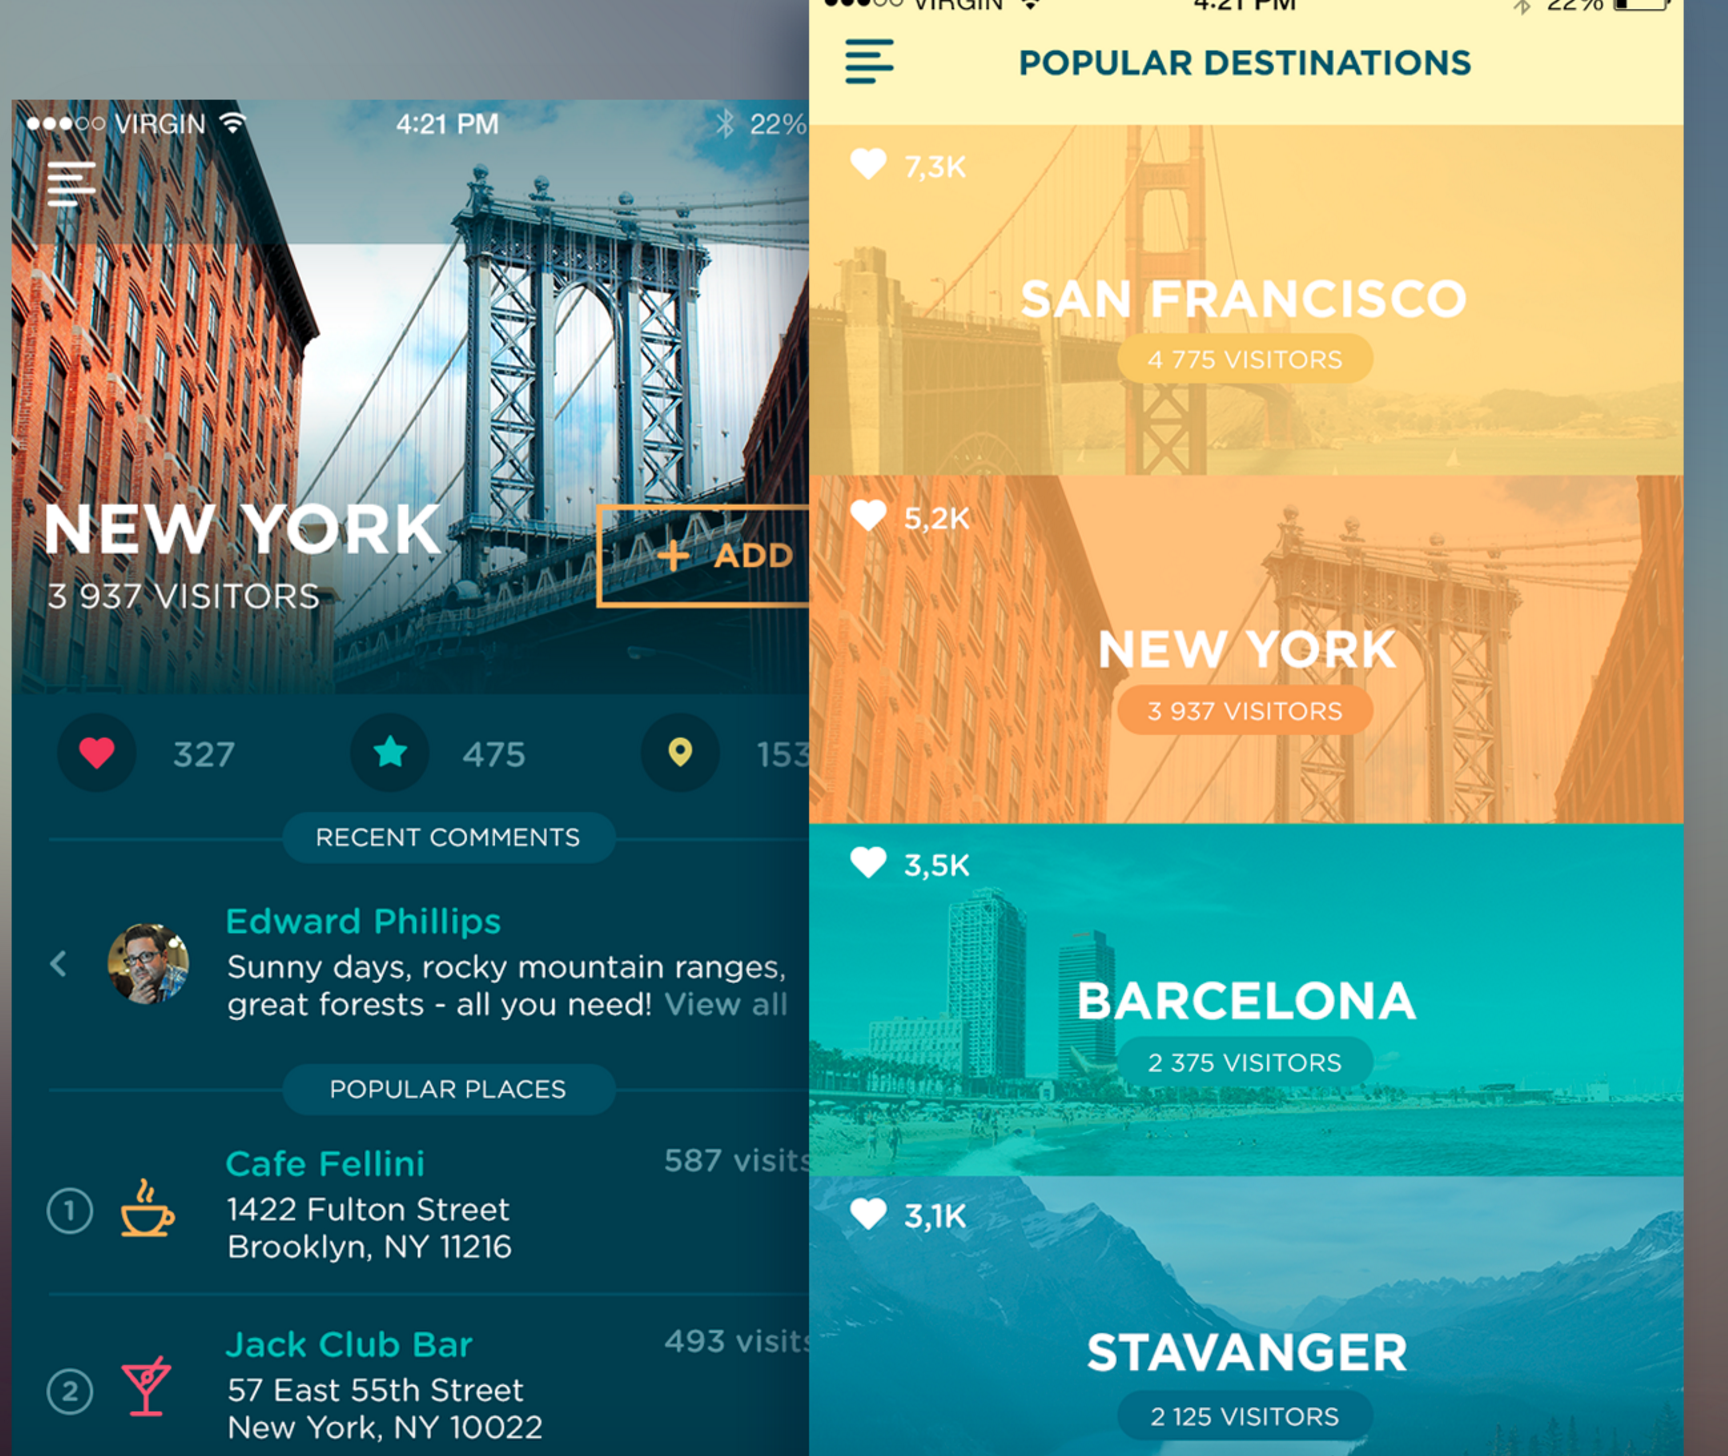 VIRGIN 4:21 PM 22%
NEW YORK
3 937 VISITORS
+ ADD
327 475 153
RECENT COMMENTS
Edward Phillips
Sunny days, rocky mountain ranges,
great forests - all you need! View all
POPULAR PLACES
1
Cafe Fellini 587 visits
1422 Fulton Street
Brooklyn, NY 11216
2
Jack Club Bar 493 visits
57 East 55th Street
New York, NY 10022
VIRGIN 4:21 PM 22%
POPULAR DESTINATIONS
7,3K
SAN FRANCISCO
4 775 VISITORS
5,2K
NEW YORK
3 937 VISITORS
3,5K
BARCELONA
2 375 VISITORS
3,1K
STAVANGER
2 125 VISITORS